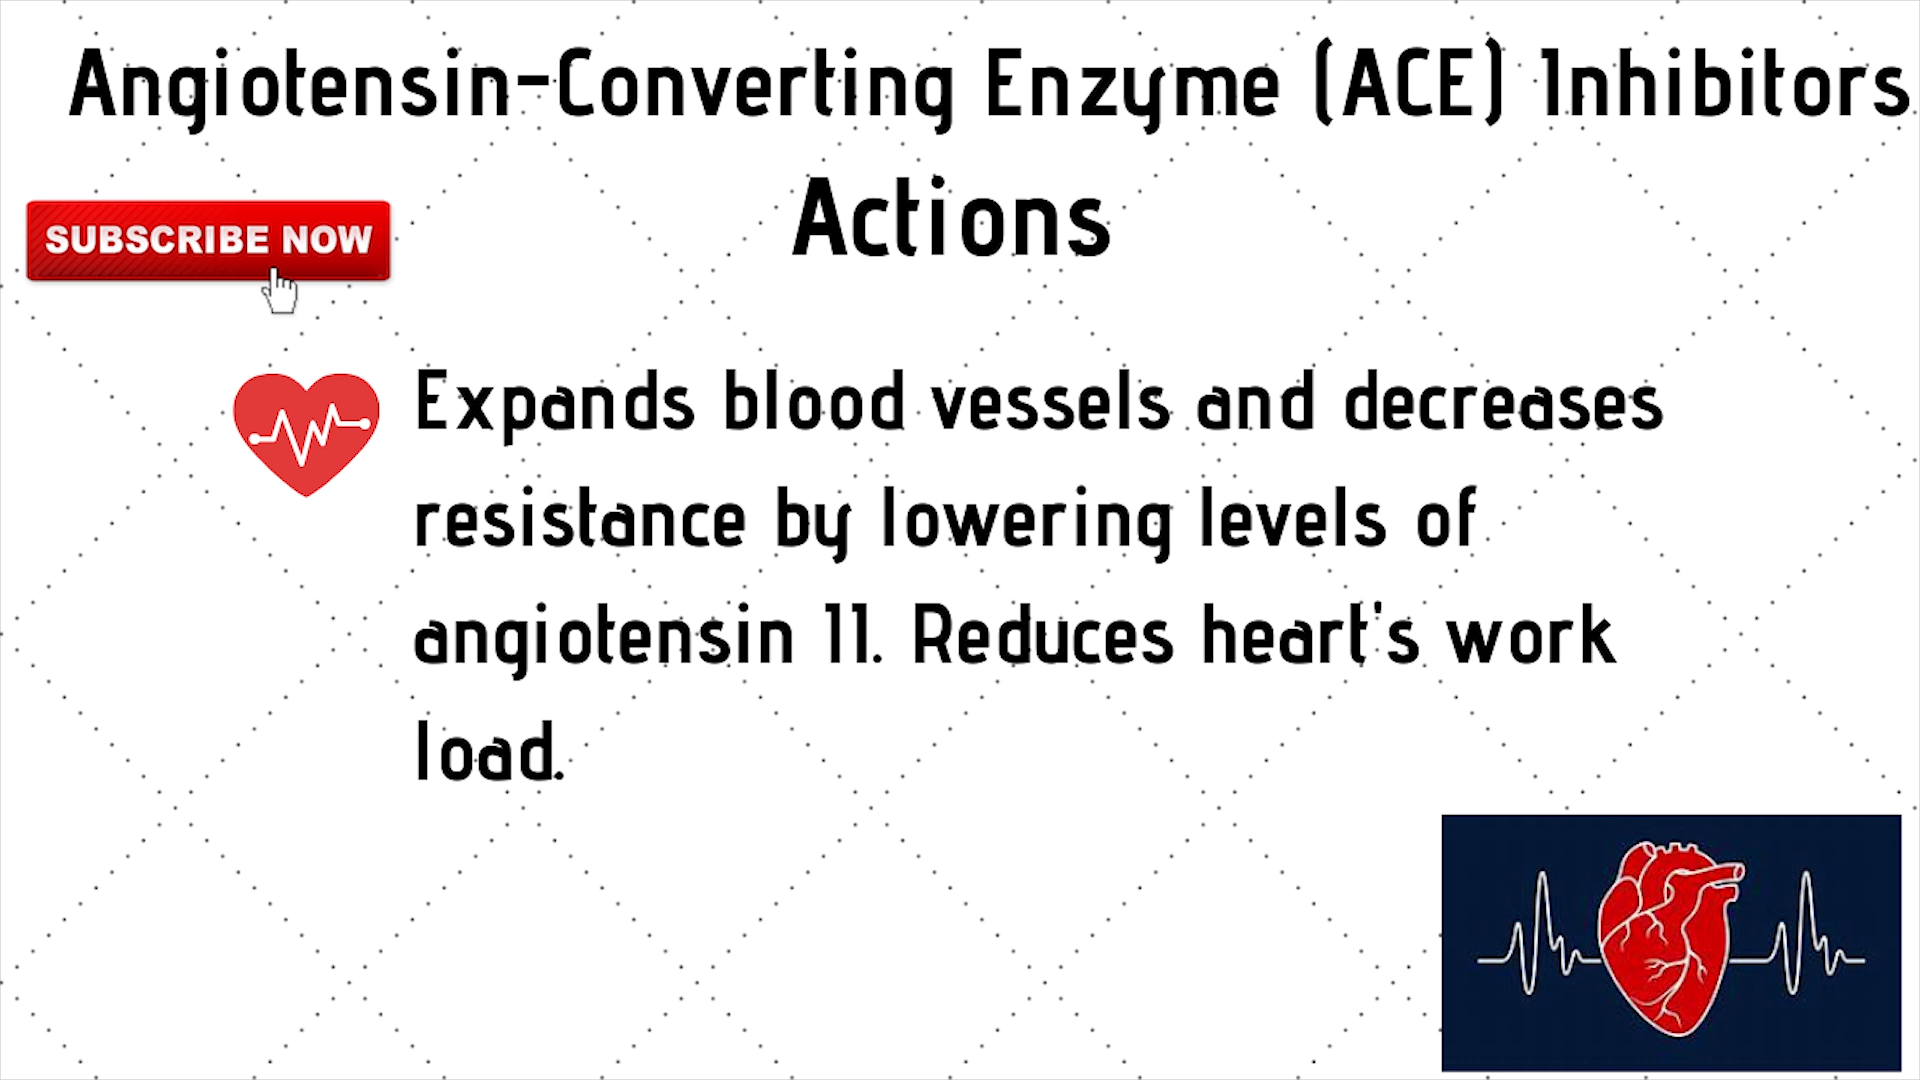 Angiotensin-Converting Enzyme (ACE) Inhibitors
Actions
SUBSCRIBE NOW
Expands blood vessels and decreases
resistance by lowering levels of
angiotensin 11. Reduces heart's work
load.